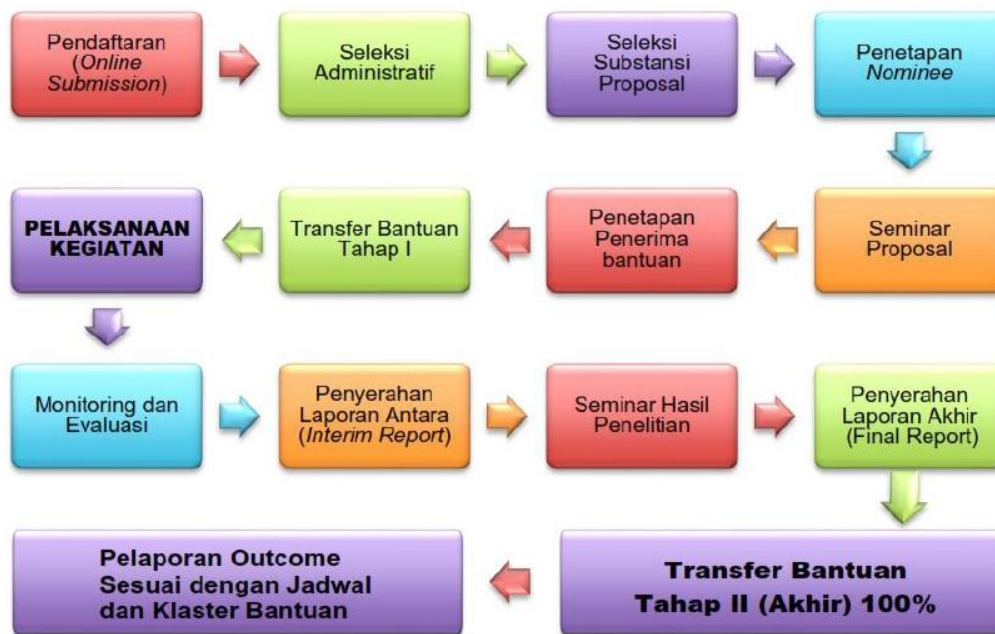 Pendaftaran
(Online
Submission)
Seleksi
Administratif
Seleksi
Substansi
Proposal
Penetapan
Nominee
Seminar
Proposal
Penetapan
Penerima
bantuan
Transfer Bantuan
Tahap I
PELAKSANAAN
KEGIATAN
Monitoring dan
Evaluasi
Penyerahan
Laporan Antara
(Interim Report)
Seminar Hasil
Penelitian
Penyerahan
Laporan Akhir
(Final Report)
Transfer Bantuan
Tahap II (Akhir) 100%
Pelaporan Outcome
Sesuai dengan Jadwal
dan Klaster Bantuan